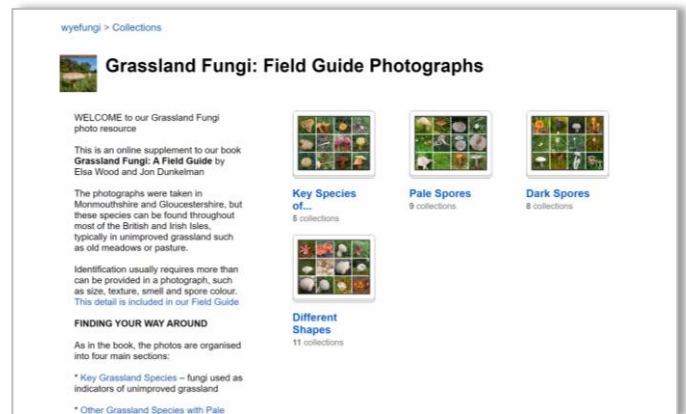 wyefungi > Collections
Grassland Fungi: Field Guide Photographs
WELCOME to our Grassland Fungi
photo resource
This is an online supplement to our book
Grassland Fungi: A Field Guide by
Elsa Wood and Jon Dunkelman
The photographs were taken in
Monmouthshire and Gloucestershire, but
these species can be found throughout
most of the British and Irish Isles,
typically in unimproved grassland such
as old meadows or pasture.
Identification usually requires more than
can be provided in a photograph, such
as size, texture, smell and spore colour.
This detail is included in our Field Guide
FINDING YOUR WAY AROUND
As in the book, the photos are organised
into four main sections:
* Key Grassland Species – fungi used as
indicators of unimproved grassland
* Other Grassland Species with Pale
Key Species
of...
5 collections
Pale Spores
9 collections
Dark Spores
8 collections
Different
Shapes
11 collections